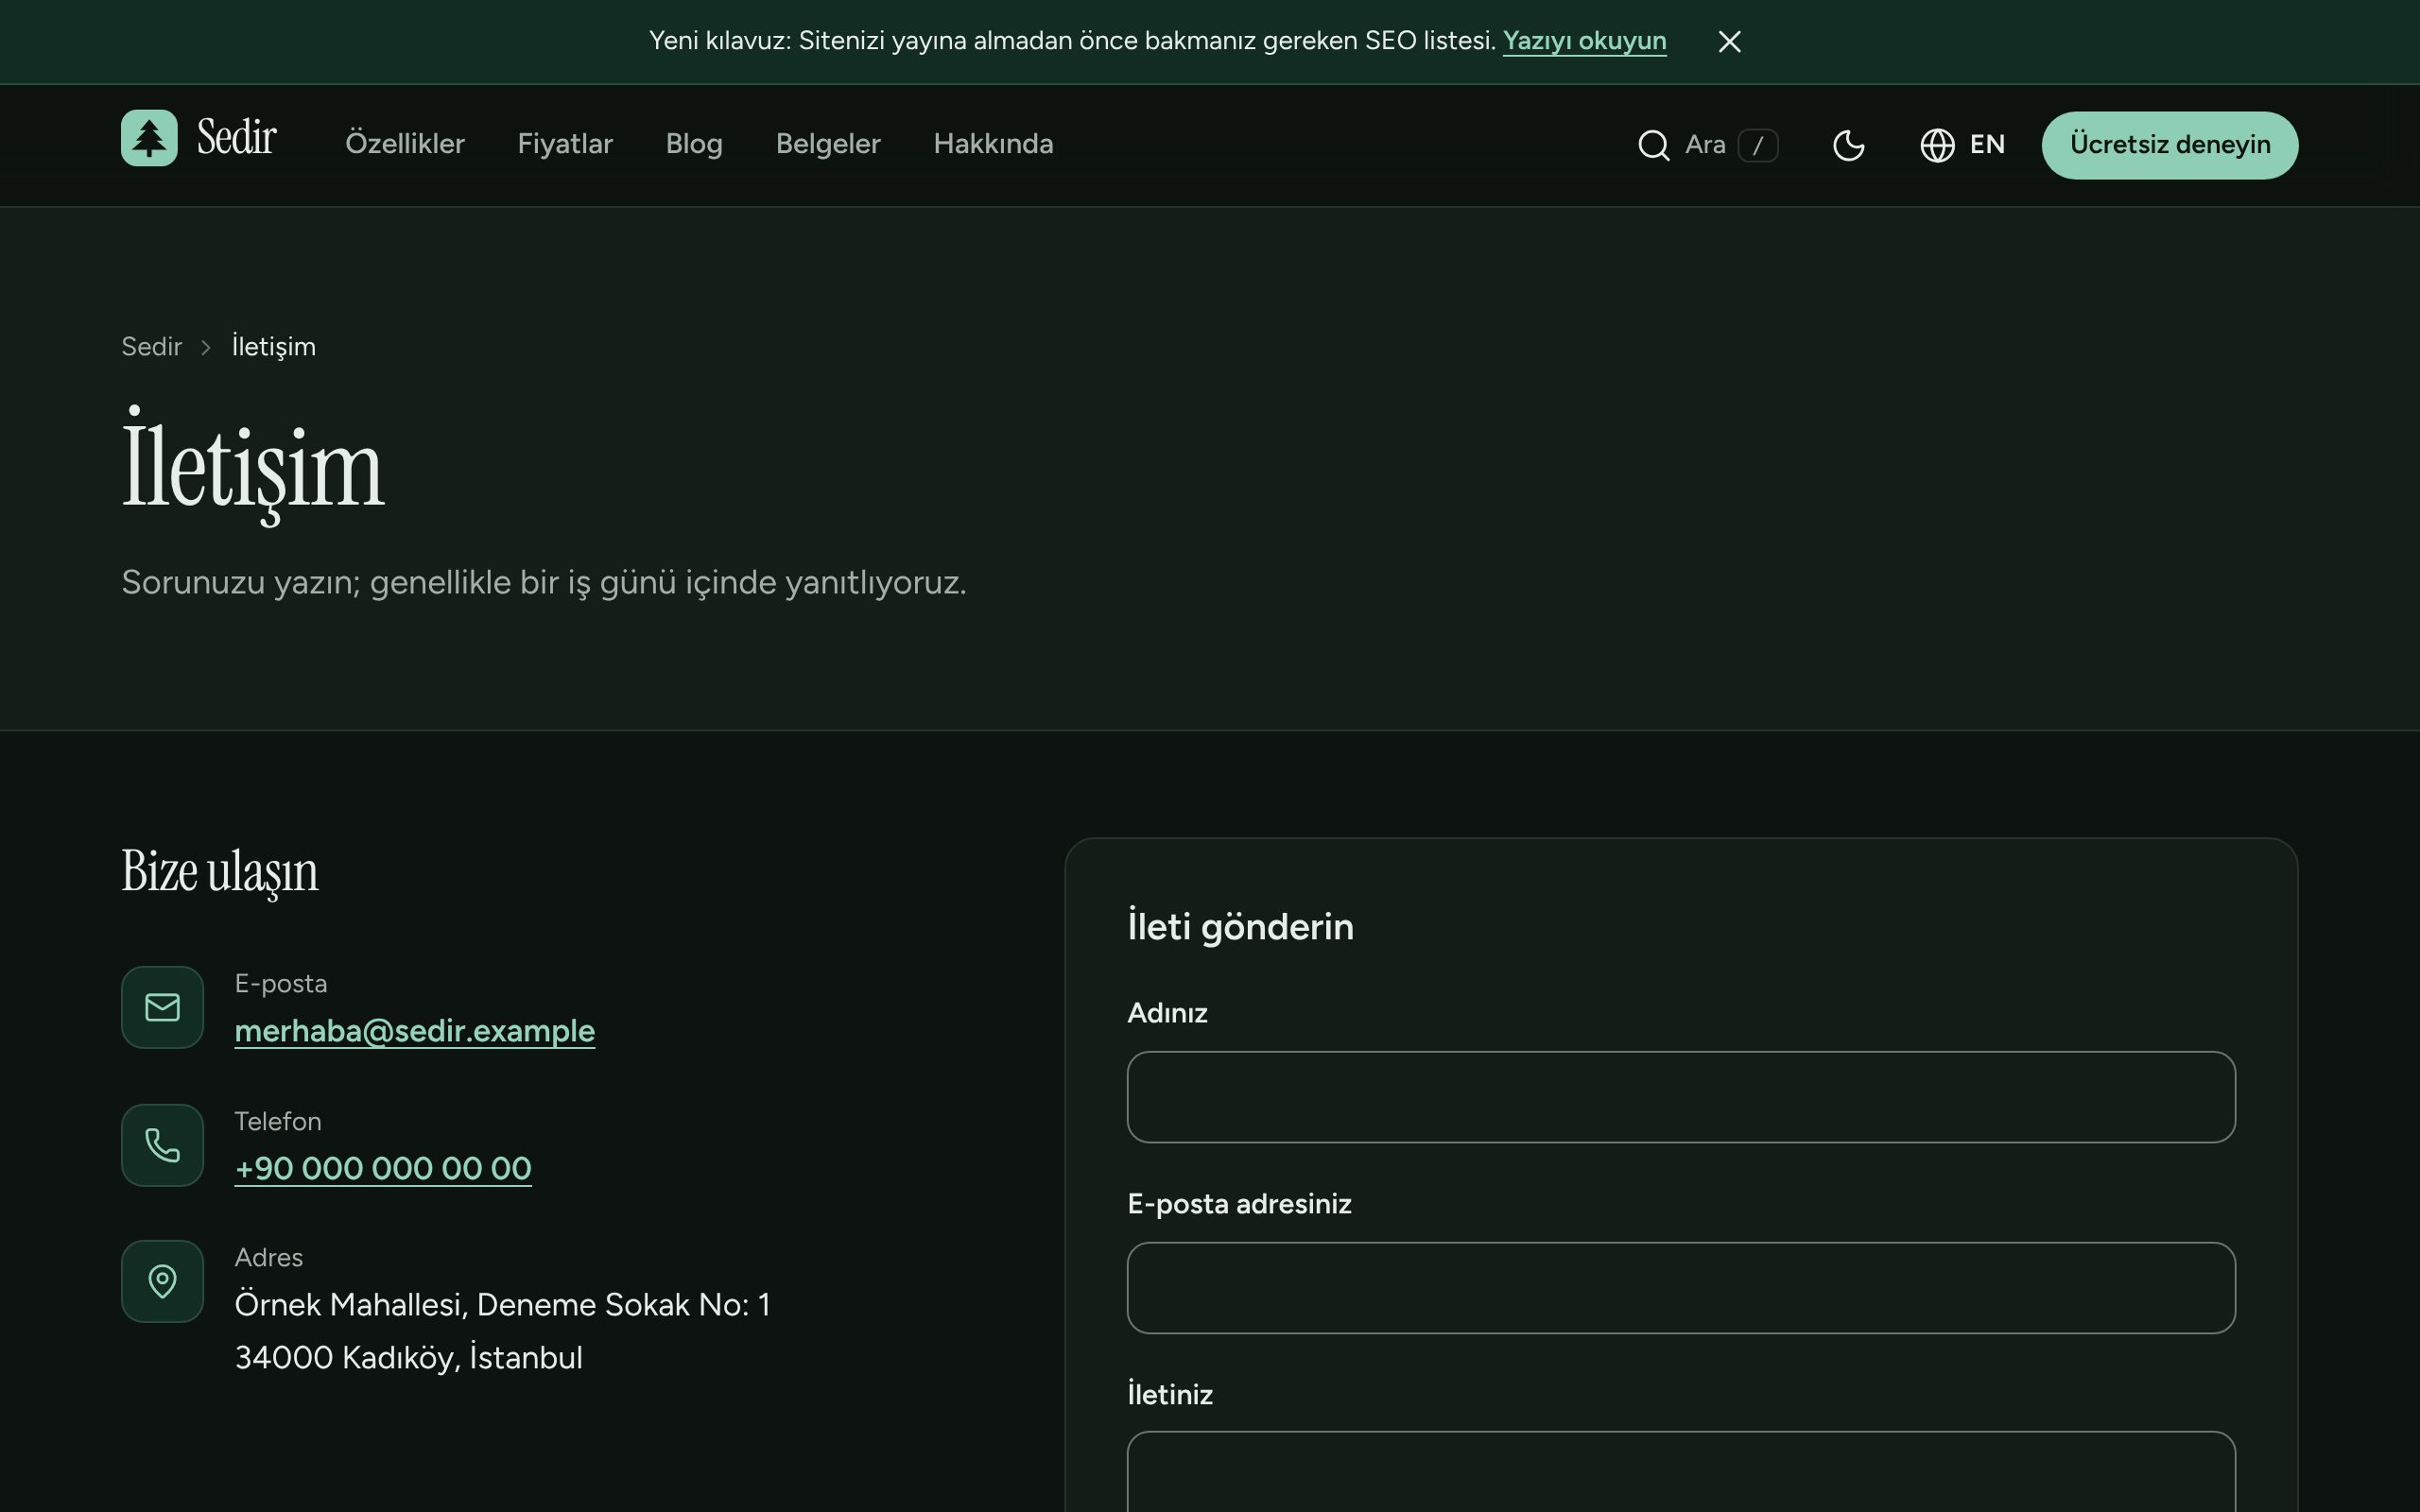 Yeni kılavuz: Sitenizi yayına almadan önce bakmanız gereken SEO listesi. Yazıyı okuyun
Sedir Özellikler Fiyatlar Blog Belgeler Hakkında Ara / EN Ücretsiz deneyin
Sedir > İletişim
İletişim
Sorunuzu yazın; genellikle bir iş günü içinde yanıtlıyoruz.
Bize ulaşın
E-posta
merhaba@sedir.example
Telefon
+90 000 000 00 00
Adres
Örnek Mahallesi, Deneme Sokak No: 1
34000 Kadıköy, İstanbul
İleti gönderin
Adınız
E-posta adresiniz
İletiniz